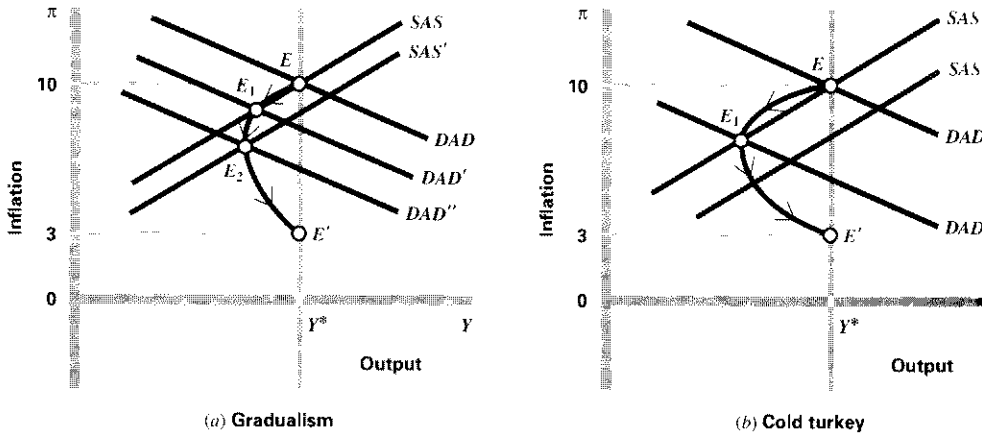 π
SAS
SAS'
E
10
E₁
DAD
E₂
DAD'
DAD''
Inflation
3
E'
0
Y*
Y
Output
(a) Gradualism
π
SAS
E
SAS
10
E₁
DAD
Inflation
3
E'
DAD
0
Y*
Output
(b) Cold turkey